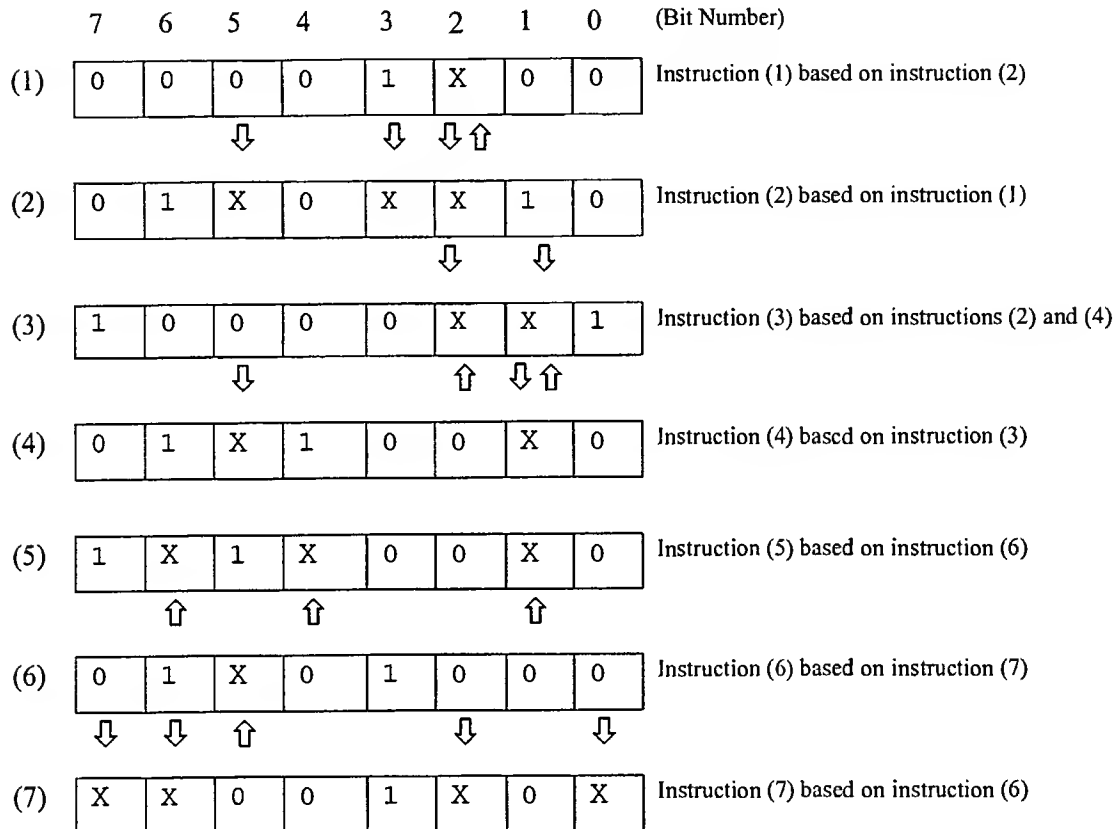 7 6 5 4 3 2 1 0 (Bit Number)
(1) 0 0 0 0 1 X 0 0 Instruction (1) based on instruction (2)
(2) 0 1 X 0 X X 1 0 Instruction (2) based on instruction (1)
(3) 1 0 0 0 0 X X 1 Instruction (3) based on instructions (2) and (4)
(4) 0 1 X 1 0 0 X 0 Instruction (4) based on instruction (3)
(5) 1 X 1 X 0 0 X 0 Instruction (5) based on instruction (6)
(6) 0 1 X 0 1 0 0 0 Instruction (6) based on instruction (7)
(7) X X 0 0 1 X 0 X Instruction (7) based on instruction (6)